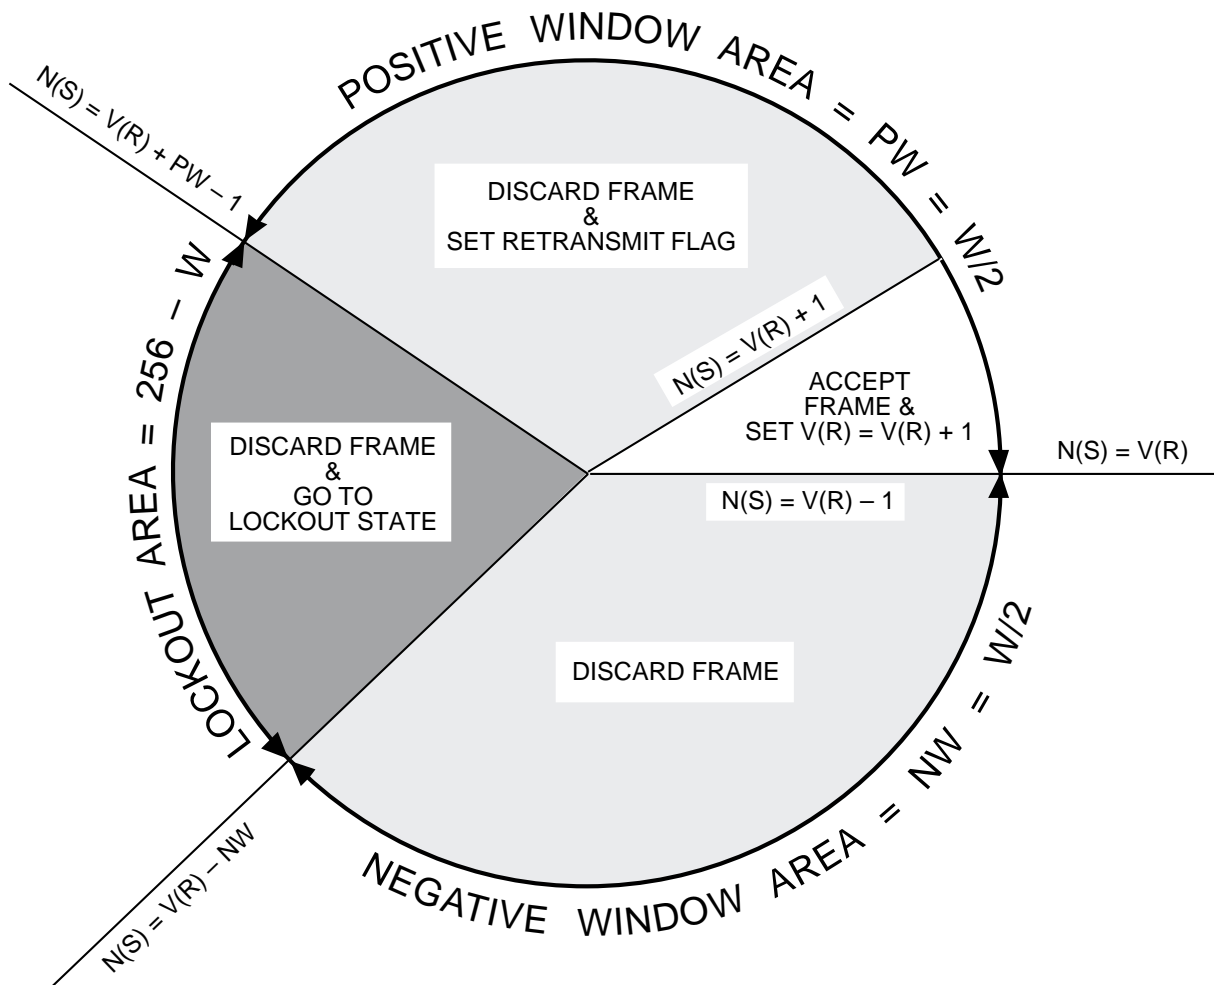 POSITIVE WINDOW AREA = PW = W/2
N(S) = V(R) + PW – 1
DISCARD FRAME
&
SET RETRANSMIT FLAG
N(S) = V(R) + 1
ACCEPT
FRAME &
SET V(R) = V(R) + 1
N(S) = V(R)
N(S) = V(R) – 1
LOCKOUT AREA = 256 – W
DISCARD FRAME
&
GO TO
LOCKOUT STATE
DISCARD FRAME
N(S) = V(R) – NW
NEGATIVE WINDOW AREA = NW = W/2